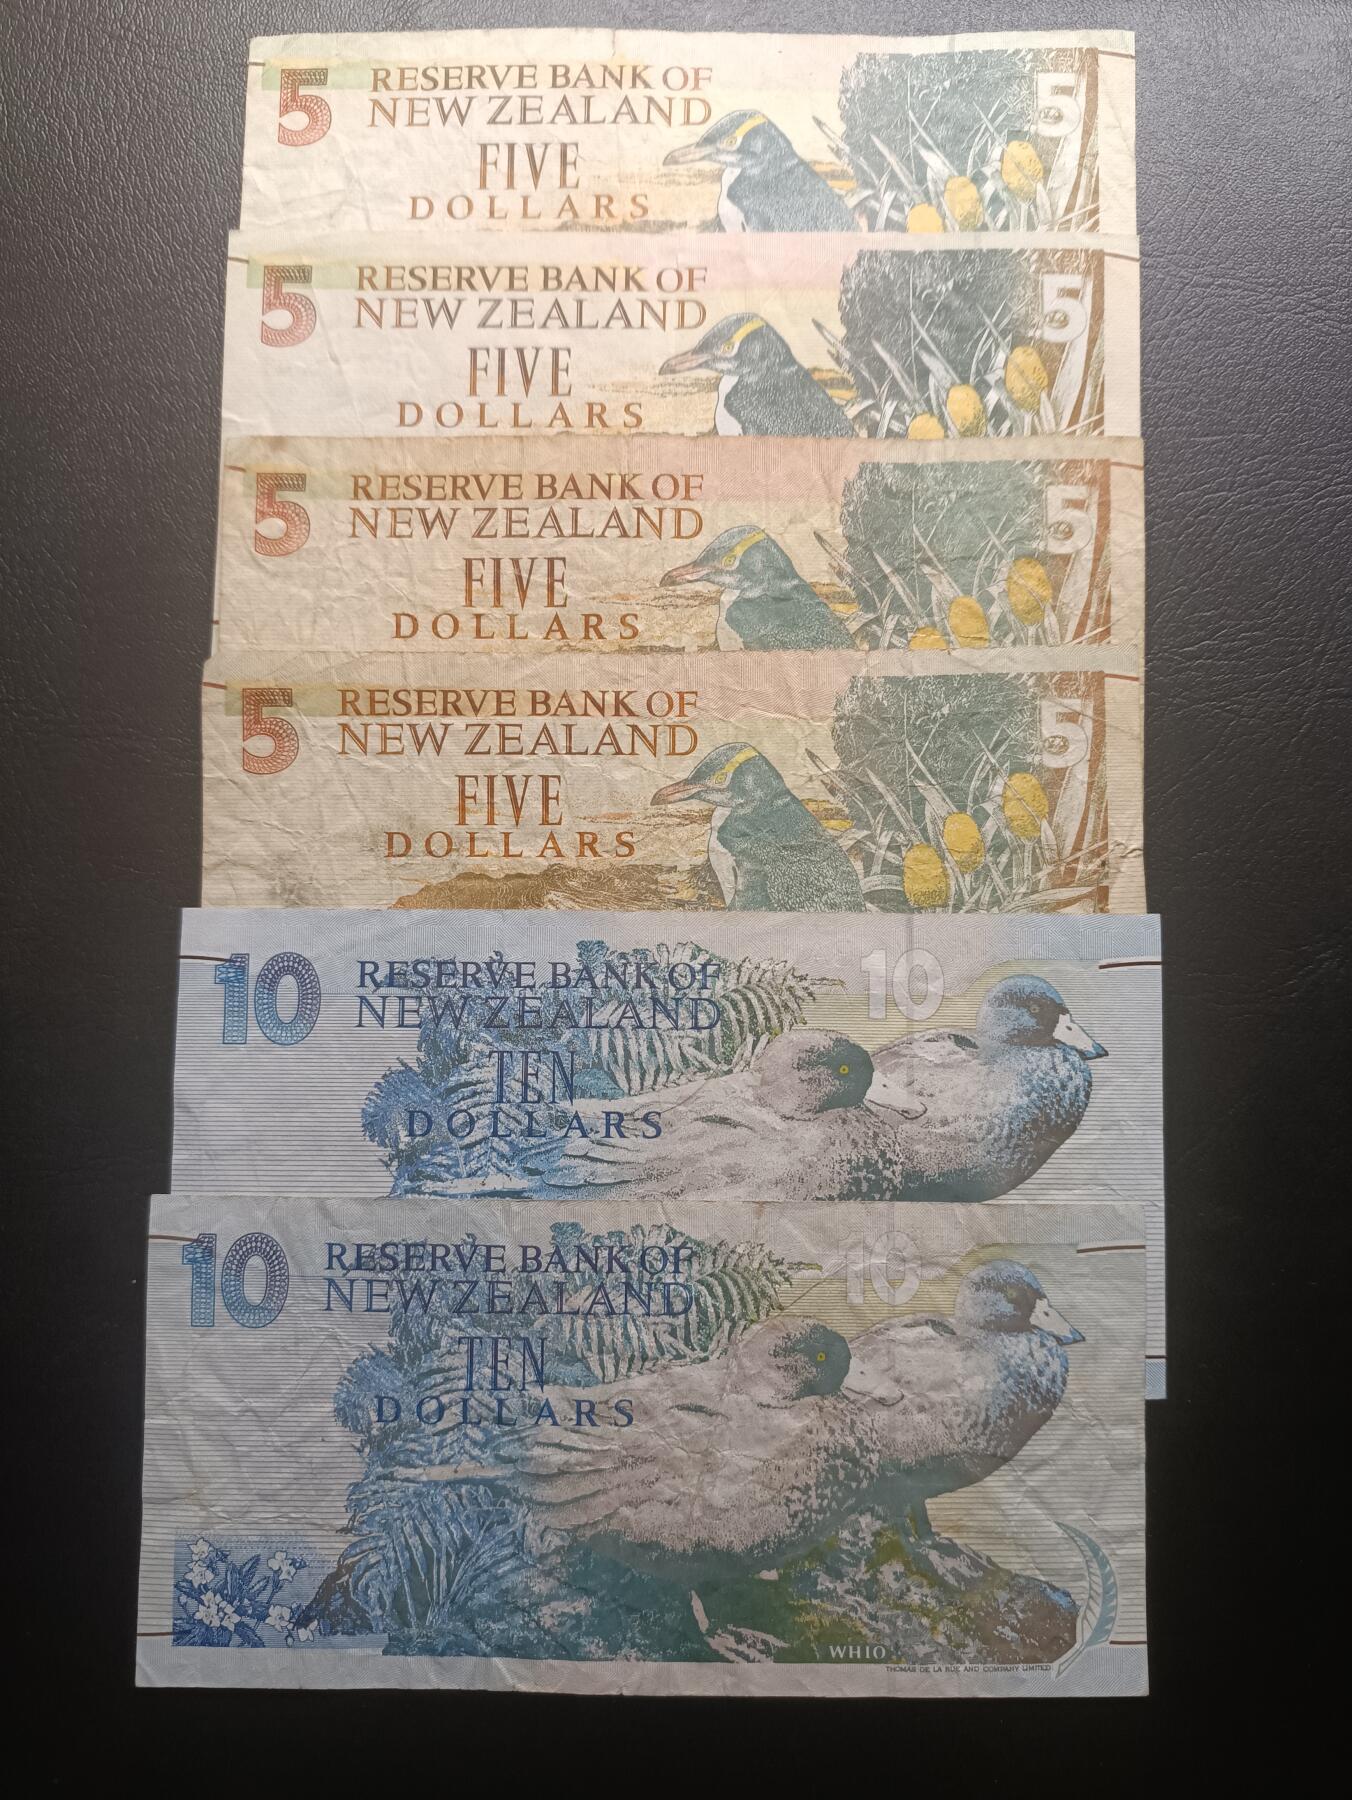 5 RESERVE BANK OF 5
NEW ZEALAND
FIVE
DOLLARS
5 RESERVE BANK OF 5
NEW ZEALAND
FIVE
DOLLARS
5 RESERVE BANK OF 5
NEW ZEALAND
FIVE
DOLLARS
5 RESERVE BANK OF 5
NEW ZEALAND
FIVE
DOLLARS
10 RESERVE BANK OF 10
NEW ZEALAND
TEN
DOLLARS
10 RESERVE BANK OF 10
NEW ZEALAND
TEN
DOLLARS
WHIO
THOMAS DE LA RUE AND COMPANY LIMITED